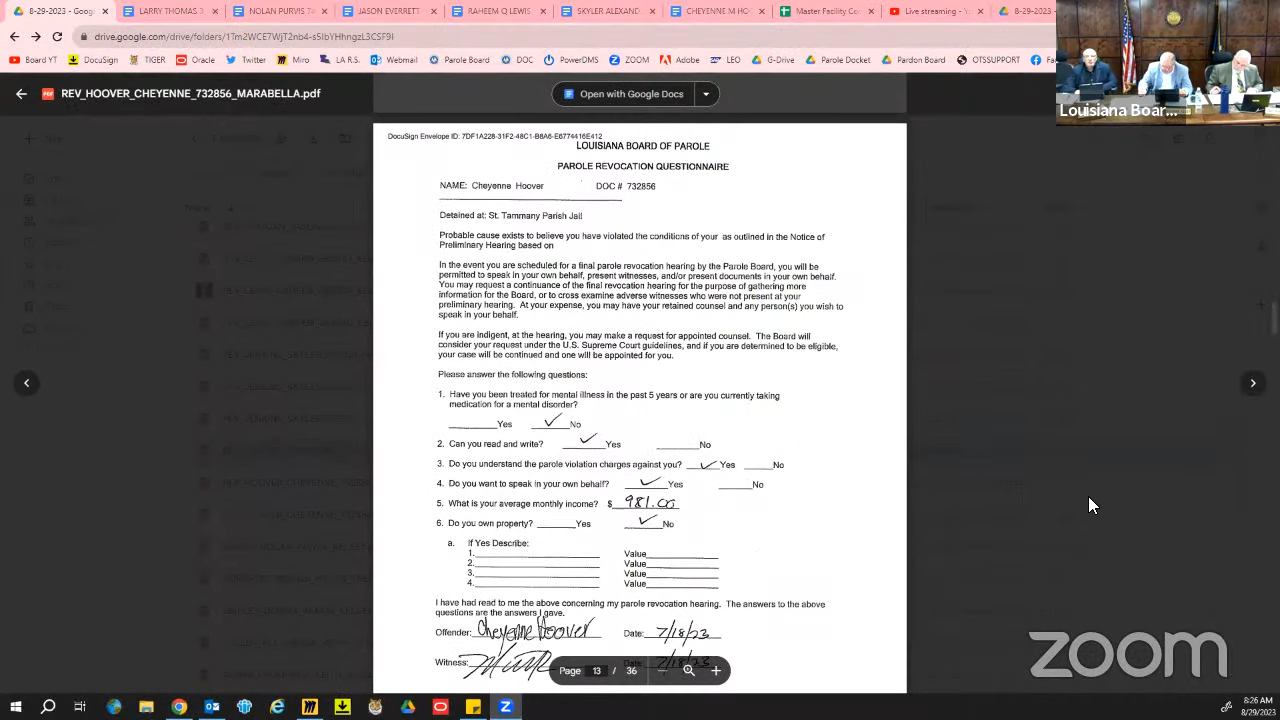 8-29-2023
LARRY THOMAS 3
NOLAN PURVIS 7
JASON EVERETT
RAHEEM Q LEWIS
SKYLER ALEXAND
CHEYENNE M HOOV
Master Facility Co
Live streaming - Y
8-29-2023
drive.google.com/drive/folders/1Tm2WCE7WjT2nb4-s5IbYHhngzL3CSF9I
Board YT
DocuSign
TIGER
Oracle
Twitter
Miro
LA FCU
Webmail
Parole Board
DOC
PowerDMS
ZOOM
Adobe
LEO
G-Drive
Parole Docket
Pardon Board
OTSSUPPORT
REV_HOOVER_CHEYENNE_732856_MARABELLA.pdf
Open with Google Docs
Louisiana Boar...
DocuSign Envelope ID: 7DF1A228-31F2-48C1-B8A6-E6774416E412
LOUISIANA BOARD OF PAROLE
PAROLE REVOCATION QUESTIONNAIRE
NAME: Cheyenne Hoover DOC # 732856
Detained at: St. Tammany Parish Jail
Probable cause exists to believe you have violated the conditions of your as outlined in the Notice of
Preliminary Hearing based on
In the event you are scheduled for a final parole revocation hearing by the Parole Board, you will be
permitted to speak in your own behalf, present witnesses, and/or present documents in your own behalf.
You may request a continuance of the final revocation hearing for the purpose of gathering more
information for the Board, or to cross examine adverse witnesses who were not present at your
preliminary hearing. At your expense, you may have your retained counsel and any person(s) you wish to
speak in your behalf.
If you are indigent, at the hearing, you may make a request for appointed counsel. The Board will
consider your request under the U.S. Supreme Court guidelines, and if you are determined to be eligible,
your case will be continued and one will be appointed for you.
Please answer the following questions:
1. Have you been treated for mental illness in the past 5 years or are you currently taking
medication for a mental disorder?
Yes ✓ No
2. Can you read and write? ✓ Yes No
3. Do you understand the parole violation charges against you? ✓ Yes No
4. Do you want to speak in your own behalf? ✓ Yes No
5. What is your average monthly income? $ 981.00
6. Do you own property? Yes ✓ No
a. If Yes Describe:
1. Value
2. Value
3. Value
4. Value
I have had read to me the above concerning my parole revocation hearing. The answers to the above
questions are the answers I gave.
Offender: Cheyenne Hoover Date: 7/18/23
Witness: Date: 7/18/23
Page 13 / 36
zoom
8:26 AM
8/29/2023